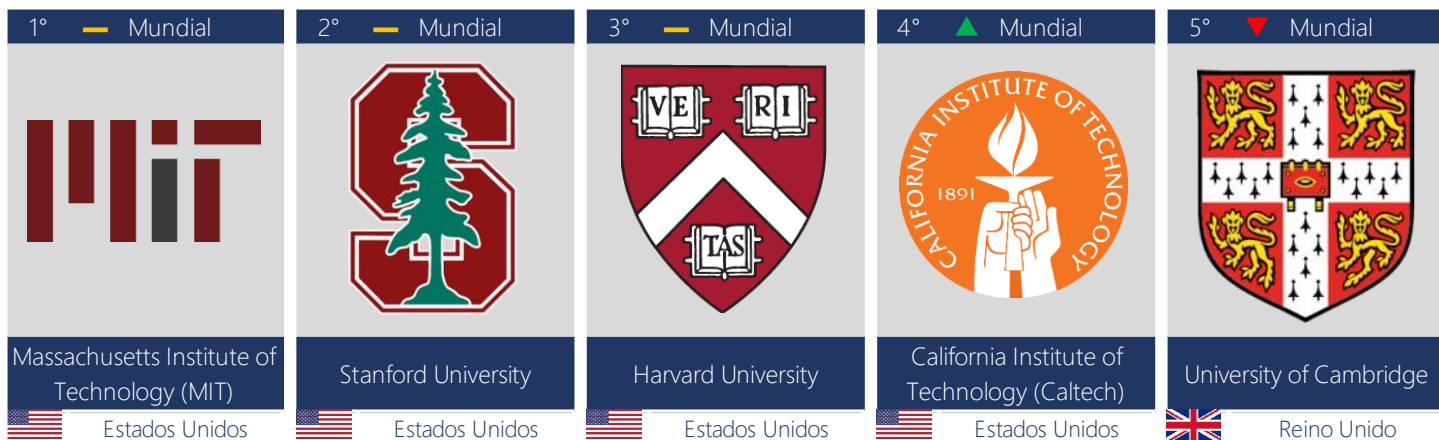 1° Mundial
MIT
Massachusetts Institute of
Technology (MIT)
Estados Unidos
2° Mundial
S
Stanford University
Estados Unidos
3° Mundial
VE RI
TAS
Harvard University
Estados Unidos
4° Mundial
CALIFORNIA INSTITUTE OF TECHNOLOGY
1891
California Institute of
Technology (Caltech)
Estados Unidos
5° Mundial
University of Cambridge
Reino Unido